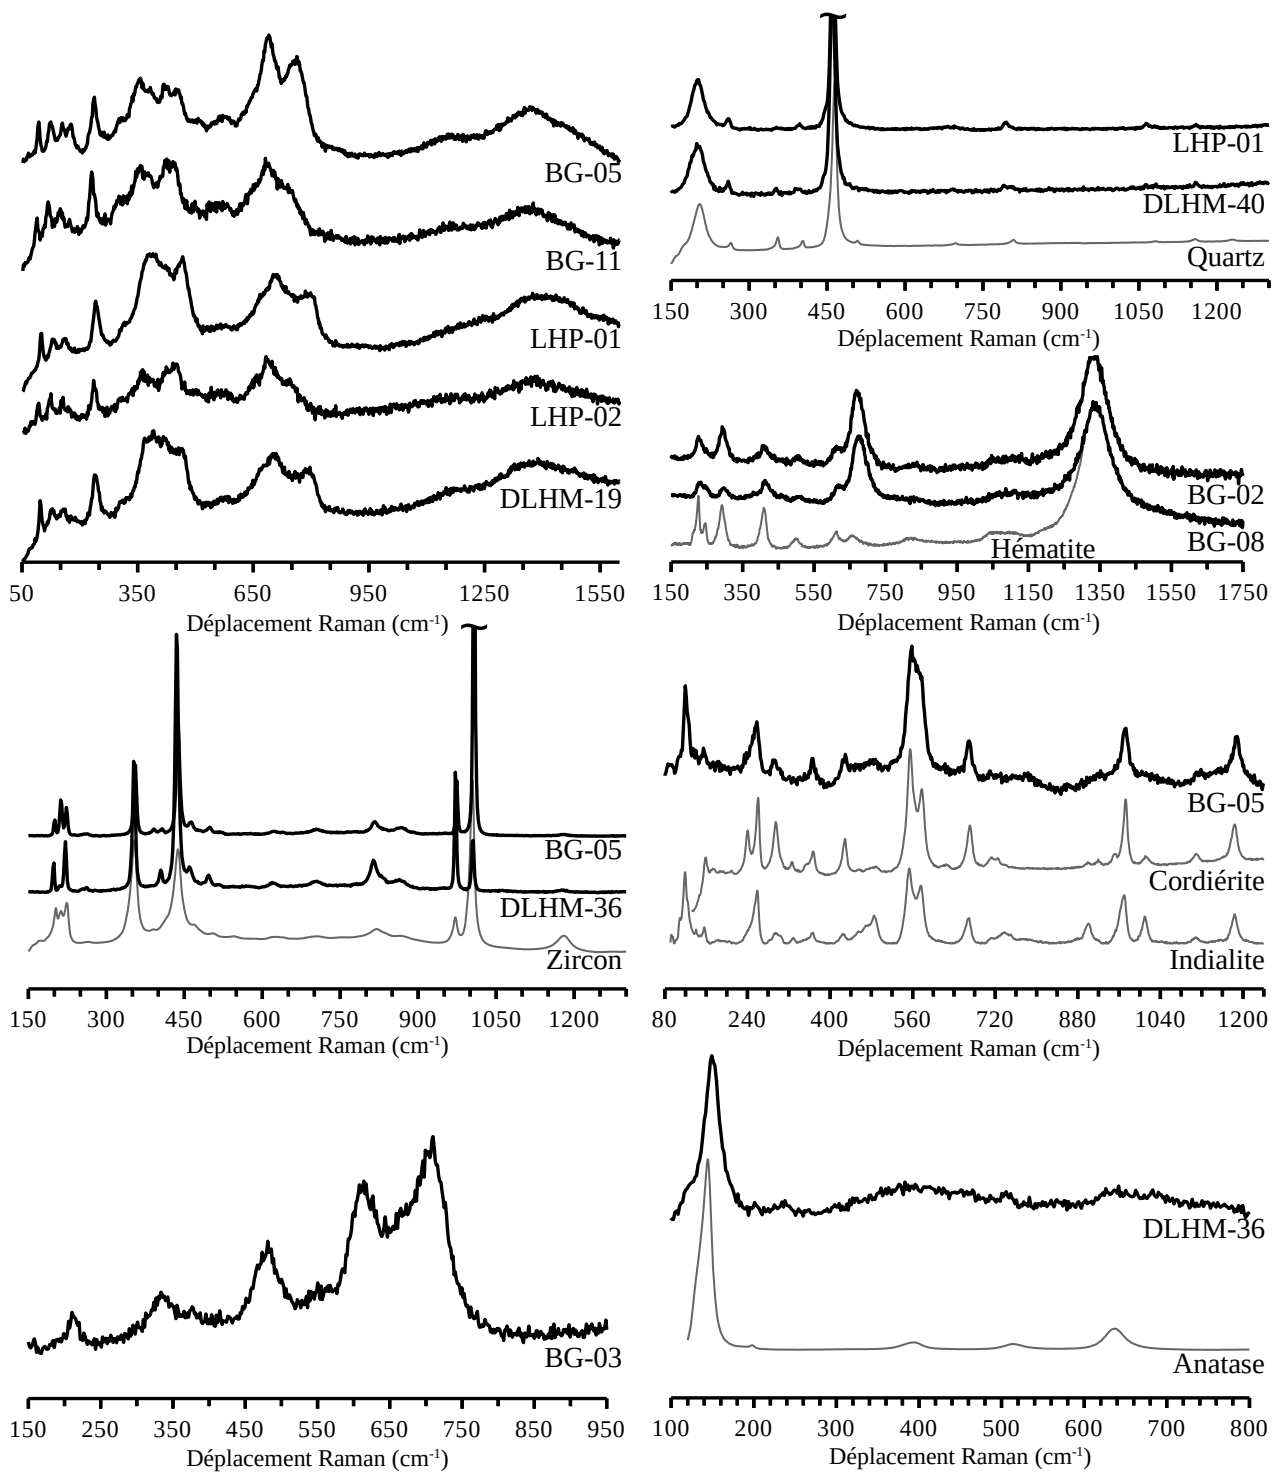 BG-05
BG-11
LHP-01
LHP-02
DLHM-19
50 350 650 950 1250 1550
Déplacement Raman (cm-1)
LHP-01
DLHM-40
Quartz
150 300 450 600 750 900 1050 1200
Déplacement Raman (cm-1)
BG-02
BG-08
Hématite
150 350 550 750 950 1150 1350 1550 1750
Déplacement Raman (cm-1)
BG-05
DLHM-36
Zircon
150 300 450 600 750 900 1050 1200
Déplacement Raman (cm-1)
BG-05
Cordiérite
Indialite
80 240 400 560 720 880 1040 1200
Déplacement Raman (cm-1)
BG-03
150 250 350 450 550 650 750 850 950
Déplacement Raman (cm-1)
DLHM-36
Anatase
100 200 300 400 500 600 700 800
Déplacement Raman (cm-1)